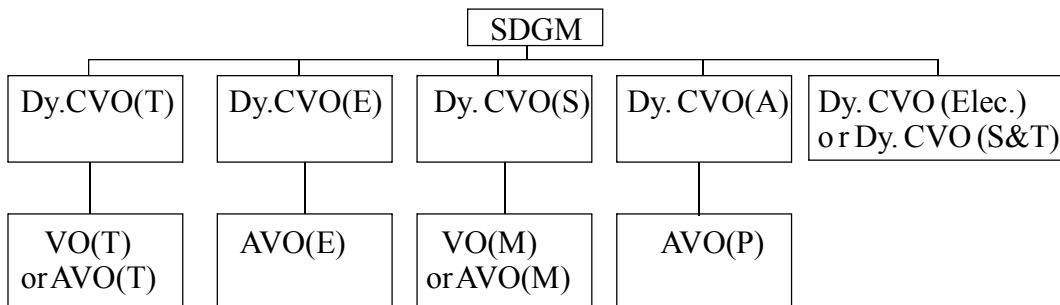 SDGM
Dy.CVO(T)
Dy.CVO(E)
Dy. CVO(S)
Dy. CVO(A)
Dy. CVO (Elec.)
or Dy. CVO (S&T)
VO(T)
or AVO(T)
AVO(E)
VO(M)
or AVO(M)
AVO(P)